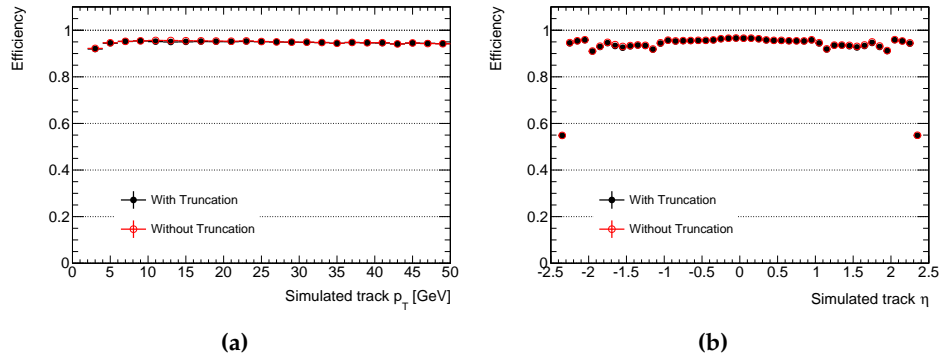 Efficiency
1
0.8
0.6
0.4
0.2
0
With Truncation
Without Truncation
0 5 10 15 20 25 30 35 40 45 50
Simulated track p_T [GeV]
(a)
Efficiency
1
0.8
0.6
0.4
0.2
0
With Truncation
Without Truncation
-2.5 -2 -1.5 -1 -0.5 0 0.5 1 1.5 2 2.5
Simulated track η
(b)